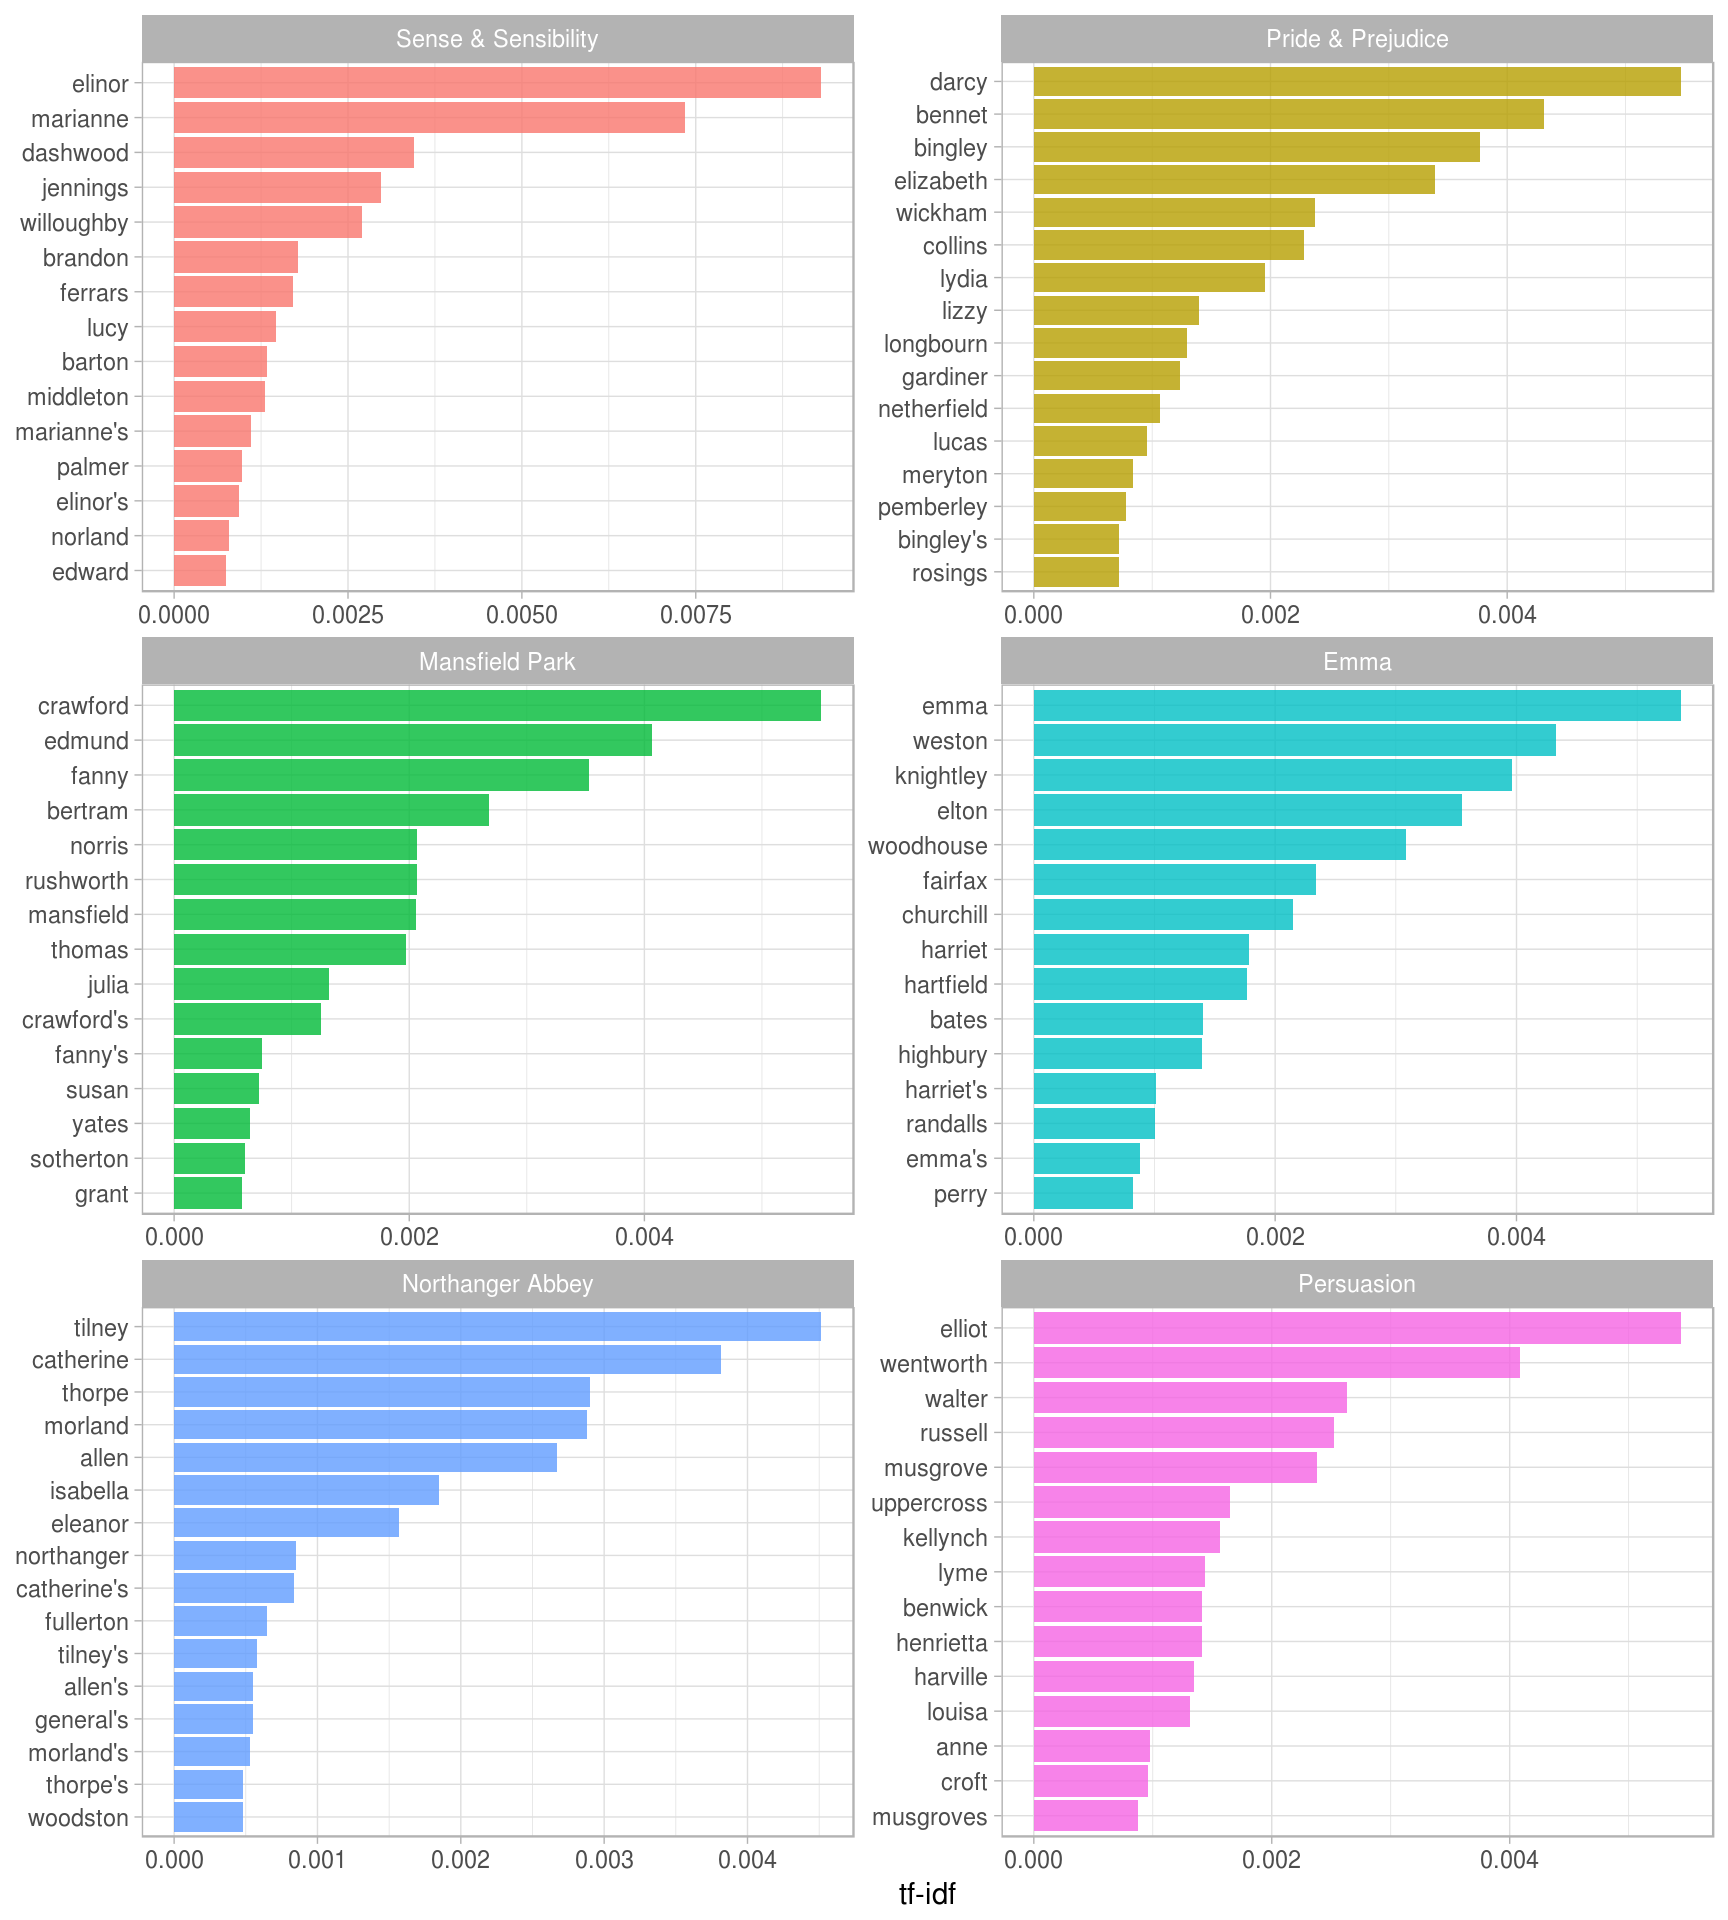 Sense & Sensibility
elinor
marianne
dashwood
jennings
willoughby
brandon
ferrars
lucy
barton
middleton
marianne's
palmer
elinor's
norland
edward
0.0000 0.0025 0.0050 0.0075
Pride & Prejudice
darcy
bennet
bingley
elizabeth
wickham
collins
lydia
lizzy
longbourn
gardiner
netherfield
lucas
meryton
pemberley
bingley's
rosings
0.000 0.002 0.004
Mansfield Park
crawford
edmund
fanny
bertram
norris
rushworth
mansfield
thomas
julia
crawford's
fanny's
susan
yates
sotherton
grant
0.000 0.002 0.004
Emma
emma
weston
knightley
elton
woodhouse
fairfax
churchill
harriet
hartfield
bates
highbury
harriet's
randalls
emma's
perry
0.000 0.002 0.004
Northanger Abbey
tilney
catherine
thorpe
morland
allen
isabella
eleanor
northanger
catherine's
fullerton
tilney's
allen's
general's
morland's
thorpe's
woodston
0.000 0.001 0.002 0.003 0.004
Persuasion
elliot
wentworth
walter
russell
musgrove
uppercross
kellynch
lyme
benwick
henrietta
harville
louisa
anne
croft
musgroves
0.000 0.002 0.004
tf-idf